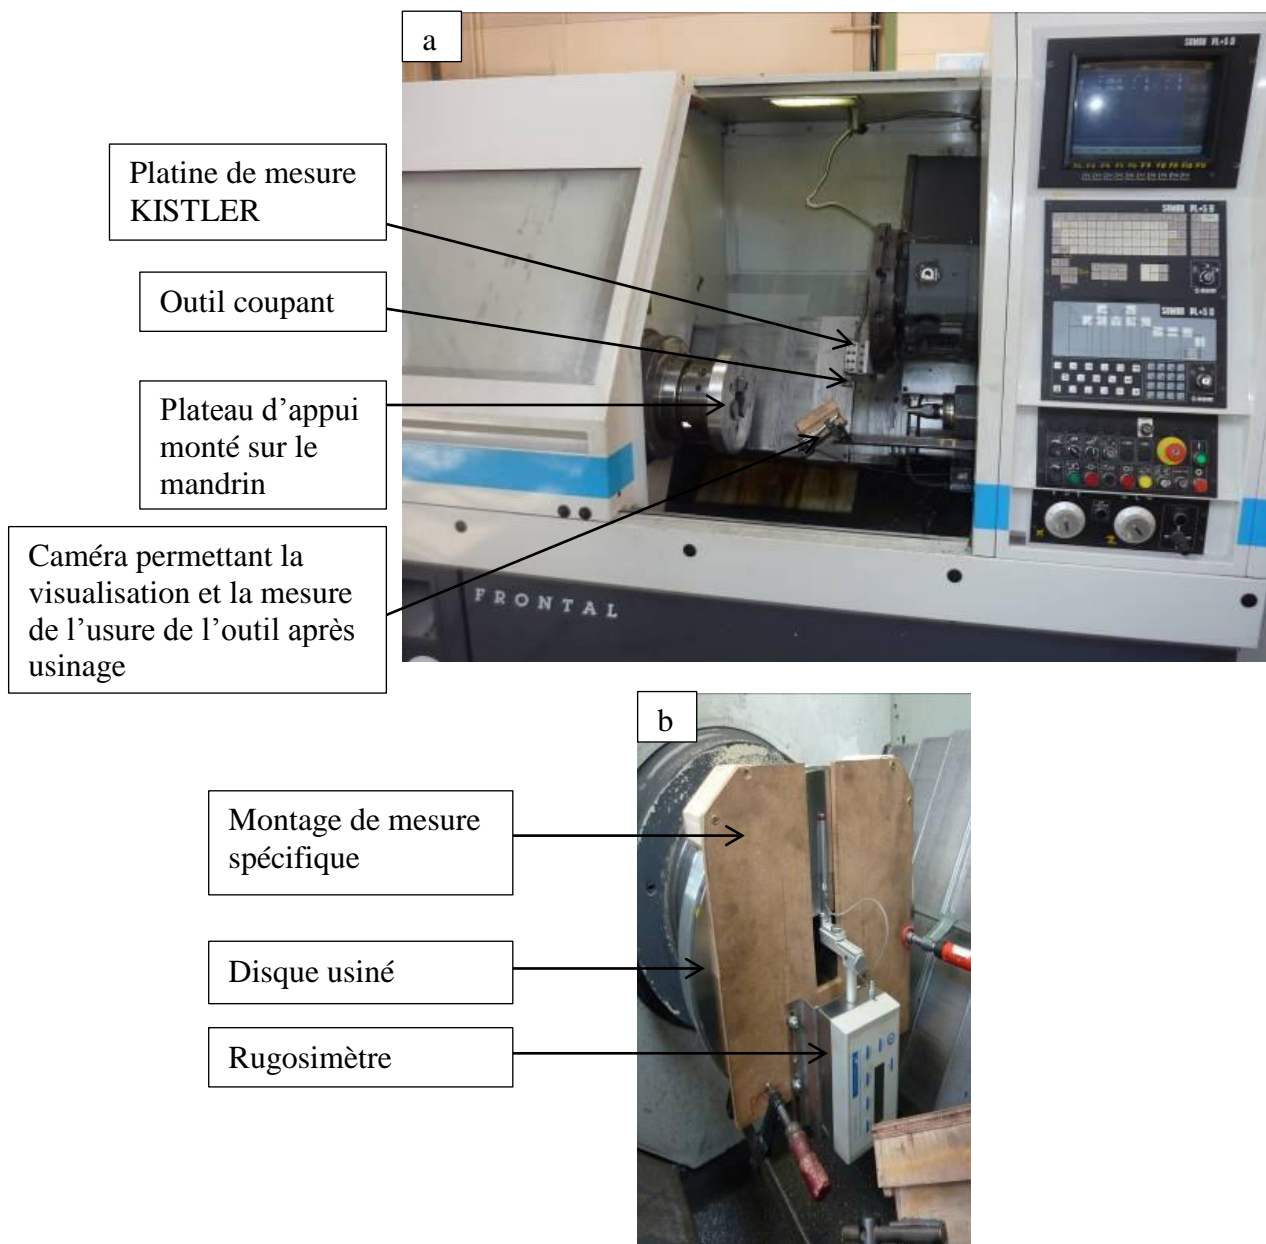 a
Platine de mesure
KISTLER
Outil coupant
Plateau d’appui
monté sur le
mandrin
Caméra permettant la
visualisation et la mesure
de l’usure de l’outil après
usinage
FRONTAL
b
Montage de mesure
spécifique
Disque usiné
Rugosimètre